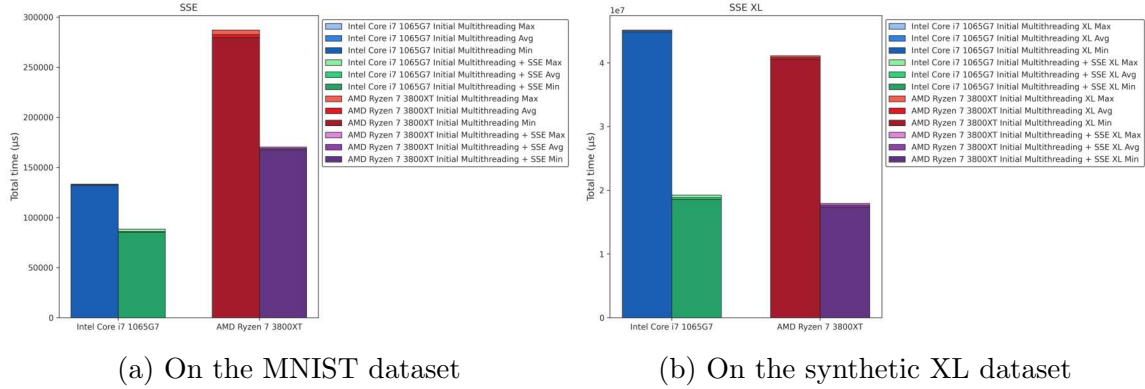 SSE
Total time (µs)
300000
250000
200000
150000
100000
50000
0
Intel Core i7 1065G7
AMD Ryzen 7 3800XT
Intel Core i7 1065G7 Initial Multithreading Max
Intel Core i7 1065G7 Initial Multithreading Avg
Intel Core i7 1065G7 Initial Multithreading Min
Intel Core i7 1065G7 Initial Multithreading + SSE Max
Intel Core i7 1065G7 Initial Multithreading + SSE Avg
Intel Core i7 1065G7 Initial Multithreading + SSE Min
AMD Ryzen 7 3800XT Initial Multithreading Max
AMD Ryzen 7 3800XT Initial Multithreading Avg
AMD Ryzen 7 3800XT Initial Multithreading Min
AMD Ryzen 7 3800XT Initial Multithreading + SSE Max
AMD Ryzen 7 3800XT Initial Multithreading + SSE Avg
AMD Ryzen 7 3800XT Initial Multithreading + SSE Min
(a) On the MNIST dataset
SSE XL
1e7
Total time (µs)
4
3
2
1
0
Intel Core i7 1065G7
AMD Ryzen 7 3800XT
Intel Core i7 1065G7 Initial Multithreading XL Max
Intel Core i7 1065G7 Initial Multithreading XL Avg
Intel Core i7 1065G7 Initial Multithreading XL Min
Intel Core i7 1065G7 Initial Multithreading + SSE XL Max
Intel Core i7 1065G7 Initial Multithreading + SSE XL Avg
Intel Core i7 1065G7 Initial Multithreading + SSE XL Min
AMD Ryzen 7 3800XT Initial Multithreading XL Max
AMD Ryzen 7 3800XT Initial Multithreading XL Avg
AMD Ryzen 7 3800XT Initial Multithreading XL Min
AMD Ryzen 7 3800XT Initial Multithreading + SSE XL Max
AMD Ryzen 7 3800XT Initial Multithreading + SSE XL Avg
AMD Ryzen 7 3800XT Initial Multithreading + SSE XL Min
(b) On the synthetic XL dataset